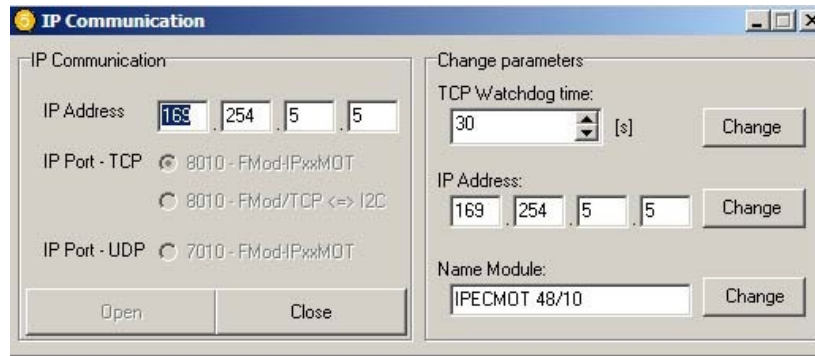 IP Communication
IP Communication
IP Address 169 . 254 . 5 . 5
IP Port - TCP 8010 - FMod-IPxxMOT
8010 - FMod/TCP <=> I2C
IP Port - UDP 7010 - FMod-IPxxMOT
Open Close
Change parameters
TCP Watchdog time:
30 [s] Change
IP Address:
169 . 254 . 5 . 5 Change
Name Module:
IPECMOT 48/10 Change